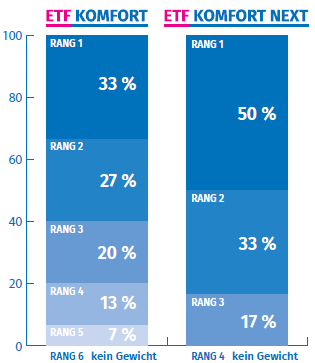 ETF KOMFORT
ETF KOMFORT NEXT
100
80
60
40
20
0
RANG 1
33 %
RANG 2
27 %
RANG 3
20 %
RANG 4
13 %
RANG 5
7 %
RANG 6 kein Gewicht
RANG 1
50 %
RANG 2
33 %
RANG 3
17 %
RANG 4 kein Gewicht